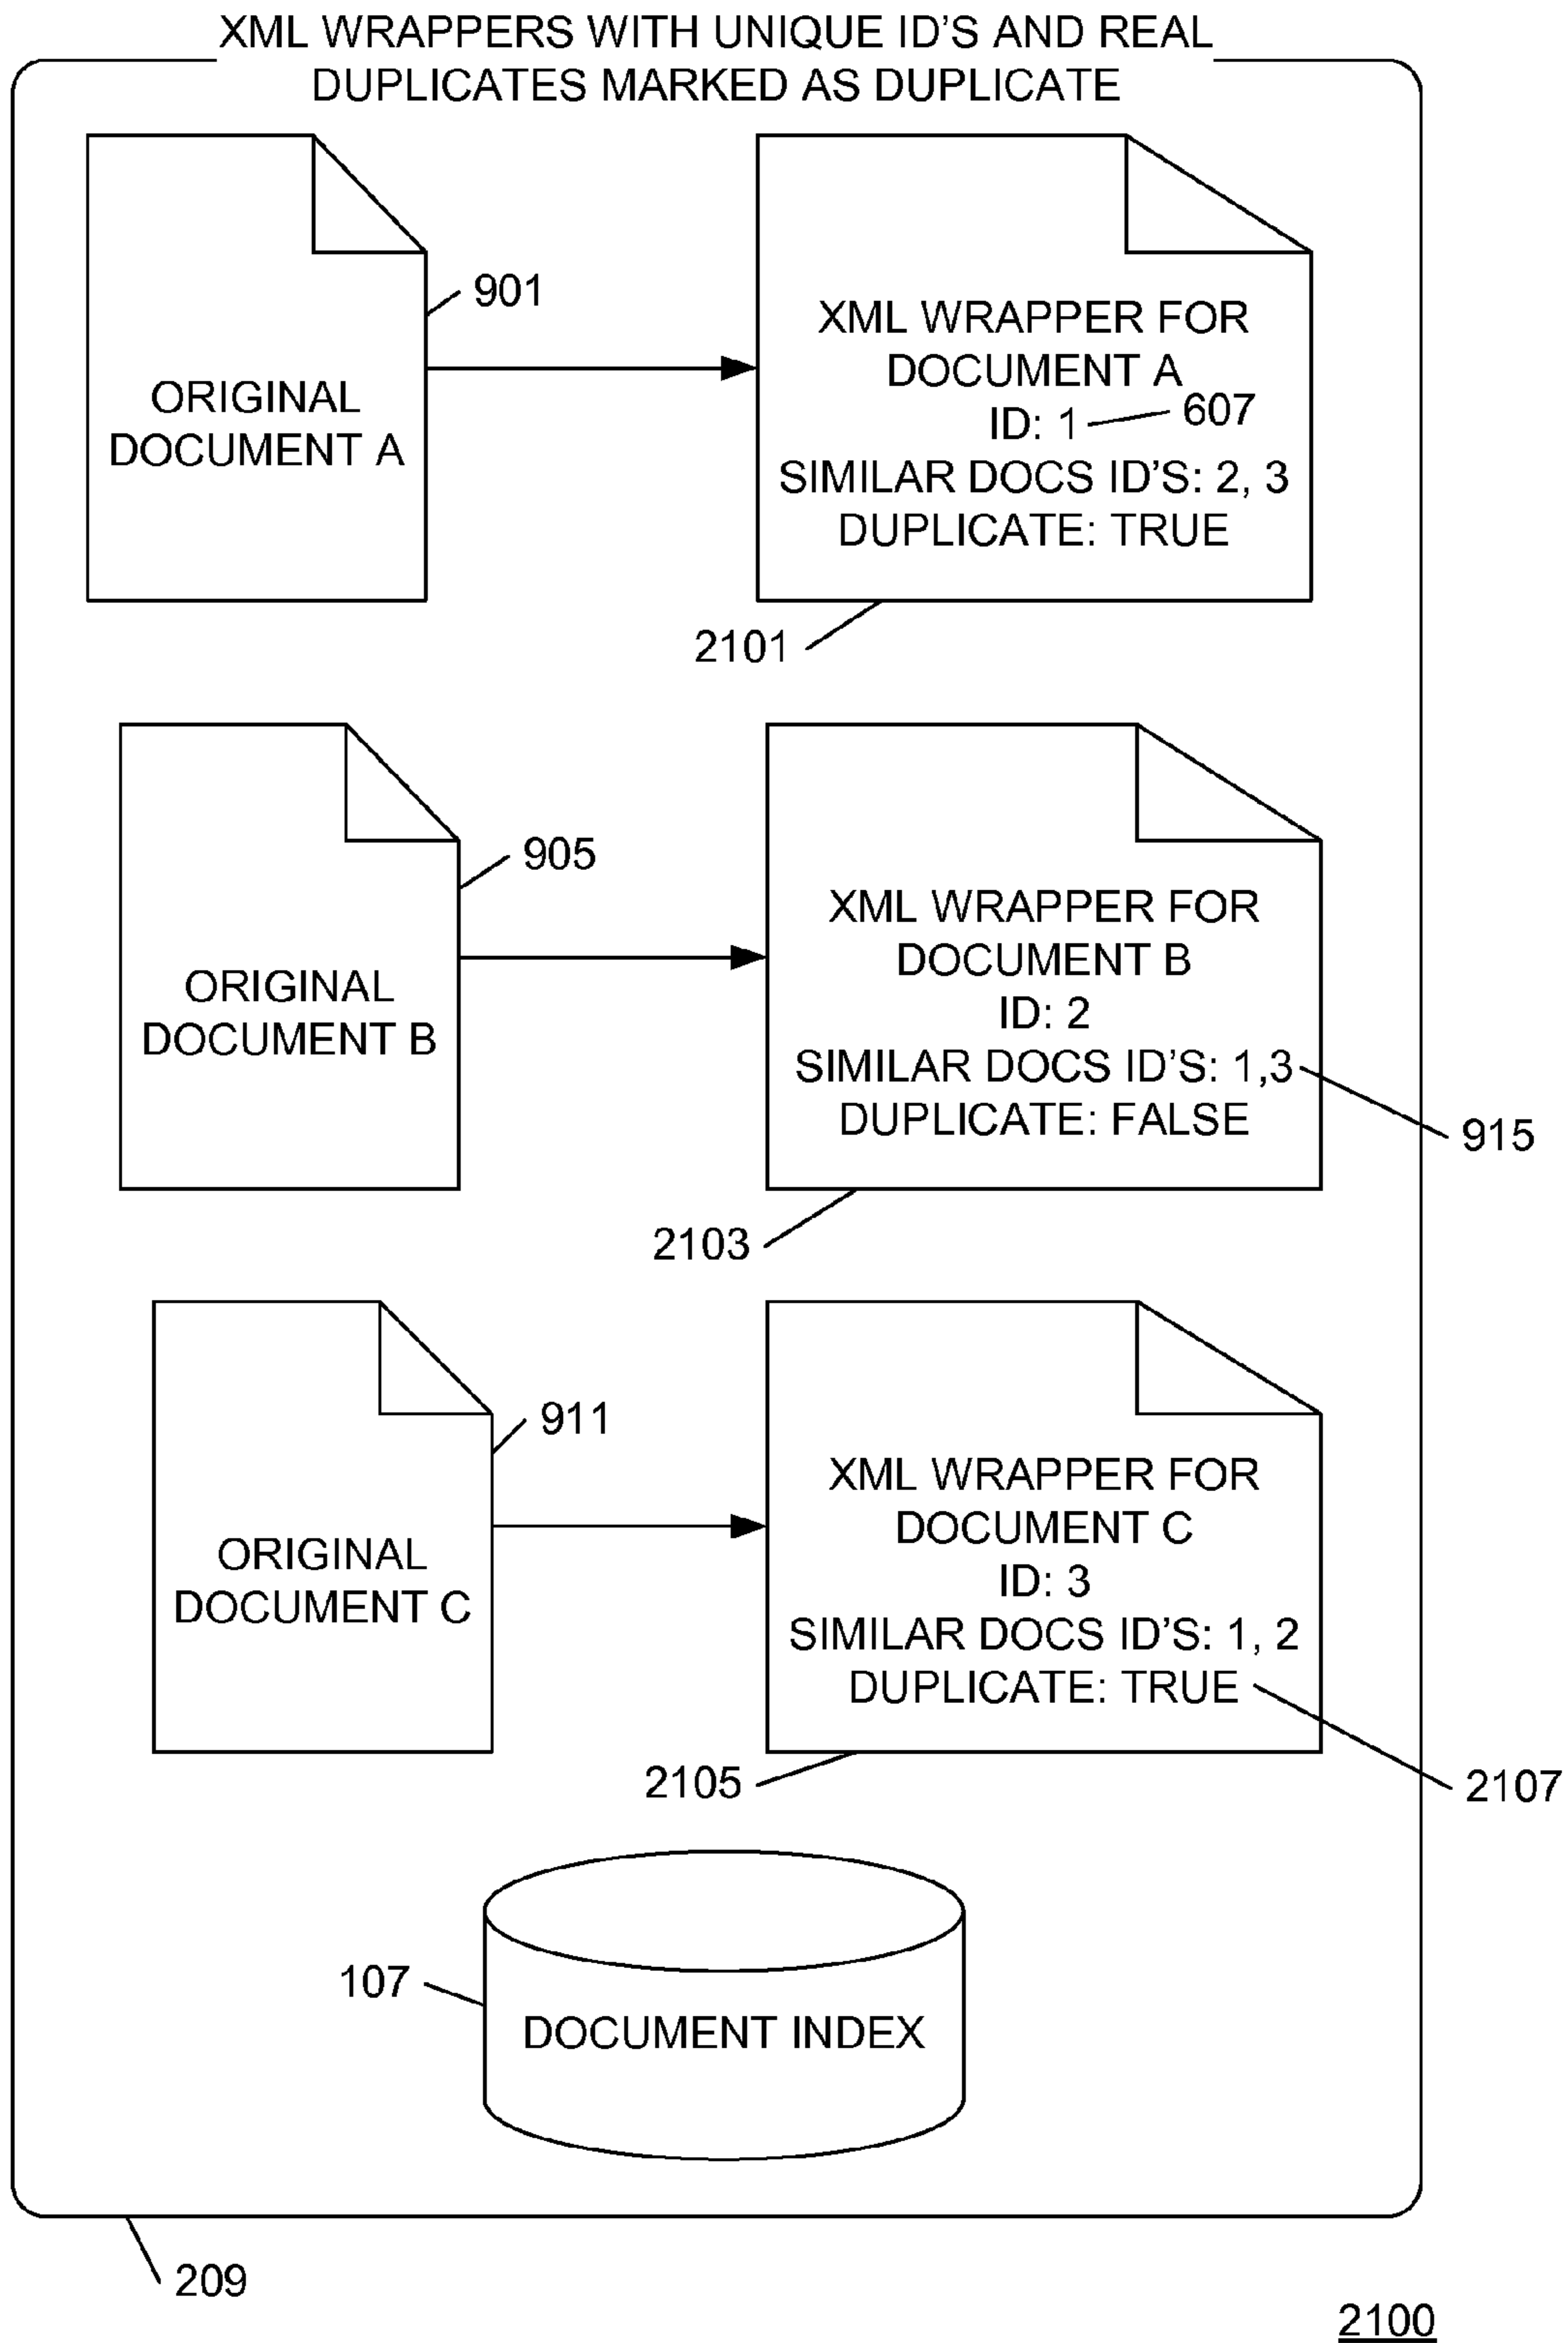 XML WRAPPERS WITH UNIQUE ID'S AND REAL
DUPLICATES MARKED AS DUPLICATE
901
ORIGINAL
DOCUMENT A
XML WRAPPER FOR
DOCUMENT A
ID: 1
607
SIMILAR DOCS ID'S: 2, 3
DUPLICATE: TRUE
2101
905
ORIGINAL
DOCUMENT B
XML WRAPPER FOR
DOCUMENT B
ID: 2
SIMILAR DOCS ID'S: 1,3
DUPLICATE: FALSE
915
2103
911
ORIGINAL
DOCUMENT C
XML WRAPPER FOR
DOCUMENT C
ID: 3
SIMILAR DOCS ID'S: 1, 2
DUPLICATE: TRUE
2105
2107
107
DOCUMENT INDEX
209
2100